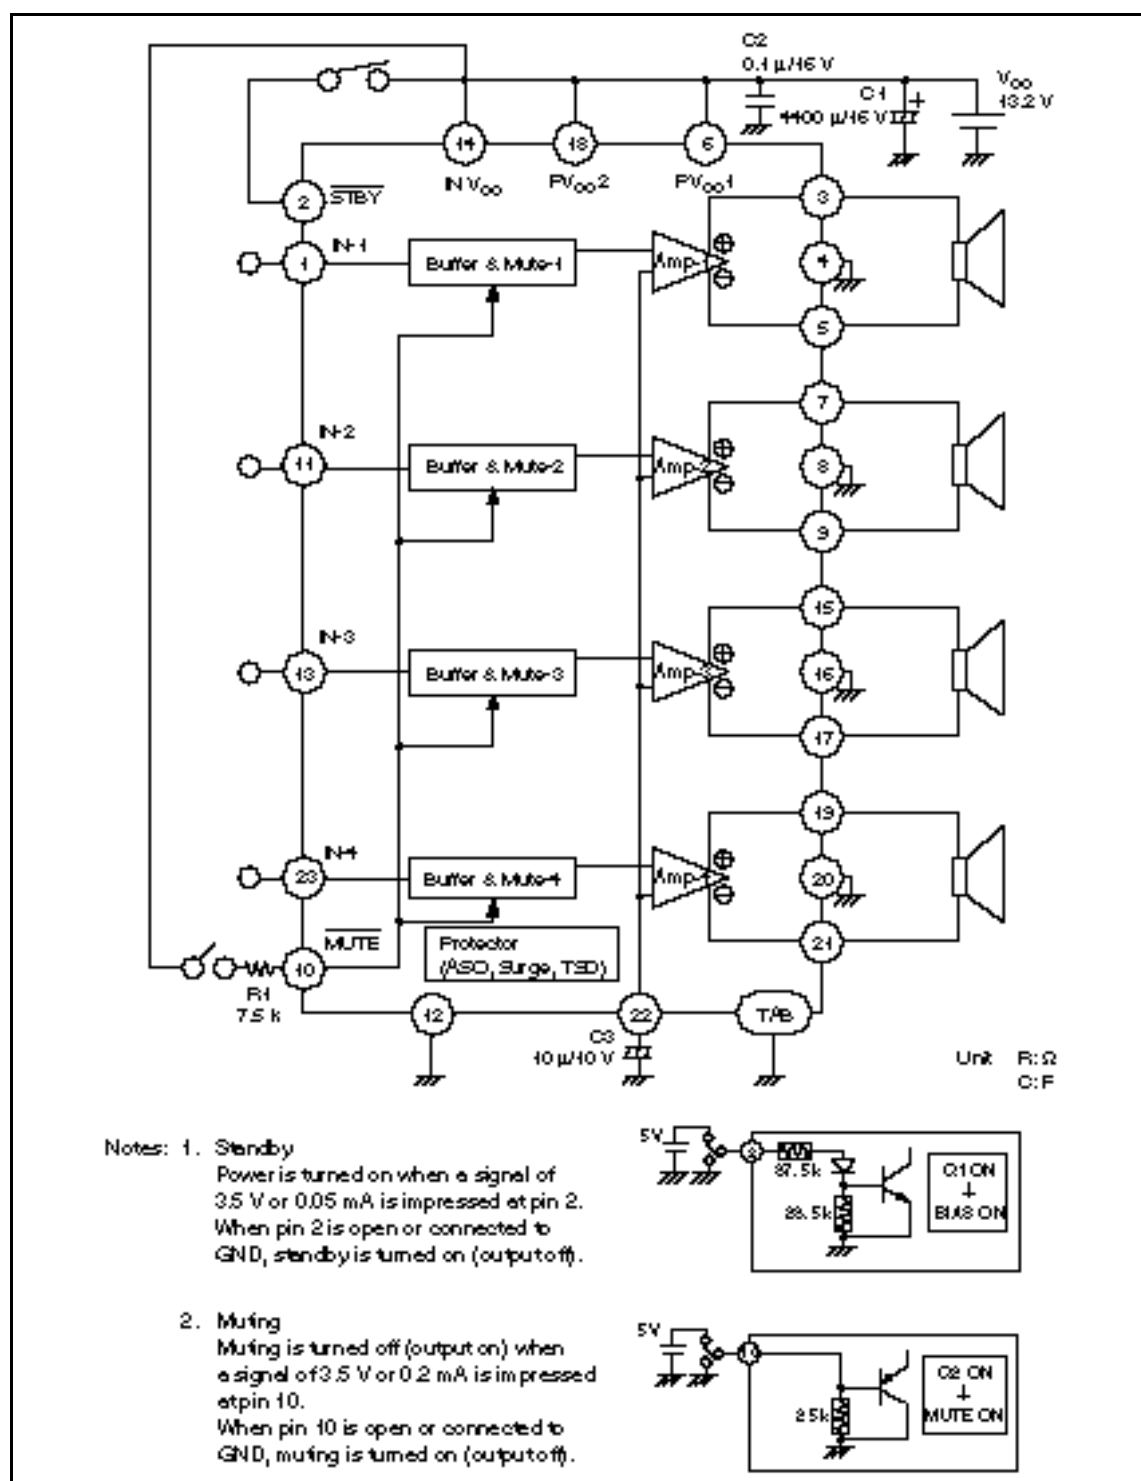 C2
0.1 µ/16 V
C1
+
4400 µ/16 V
VDD
13.2 V
14
18
6
IN VDD
PVDD2
PVDD1
2
STBY
3
IN-1
1
Buffer & Mute-1
Amp-1
4
5
7
IN-2
11
Buffer & Mute-2
Amp-2
8
9
15
IN-3
13
Buffer & Mute-3
Amp-3
16
17
19
IN-4
23
Buffer & Mute-4
Amp-4
20
MUTE
21
Protector
(ASO, Surge, TSD)
10
R1
7.5 k
12
22
TAB
C3
10 µ/10 V
Unit R: Ω
C: F
Notes: 1. Standby
Power is turned on when a signal of
3.5 V or 0.05 mA is impressed at pin 2.
When pin 2 is open or connected to
GND, standby is turned on (output off).
5V
2
37.5k
Q1 ON
↓
BIAS ON
2. Muting
Muting is turned off (output on) when
a signal of 3.5 V or 0.2 mA is impressed
at pin 10.
When pin 10 is open or connected to
GND, muting is turned on (output off).
5V
10
25k
Q2 ON
↓
MUTE ON